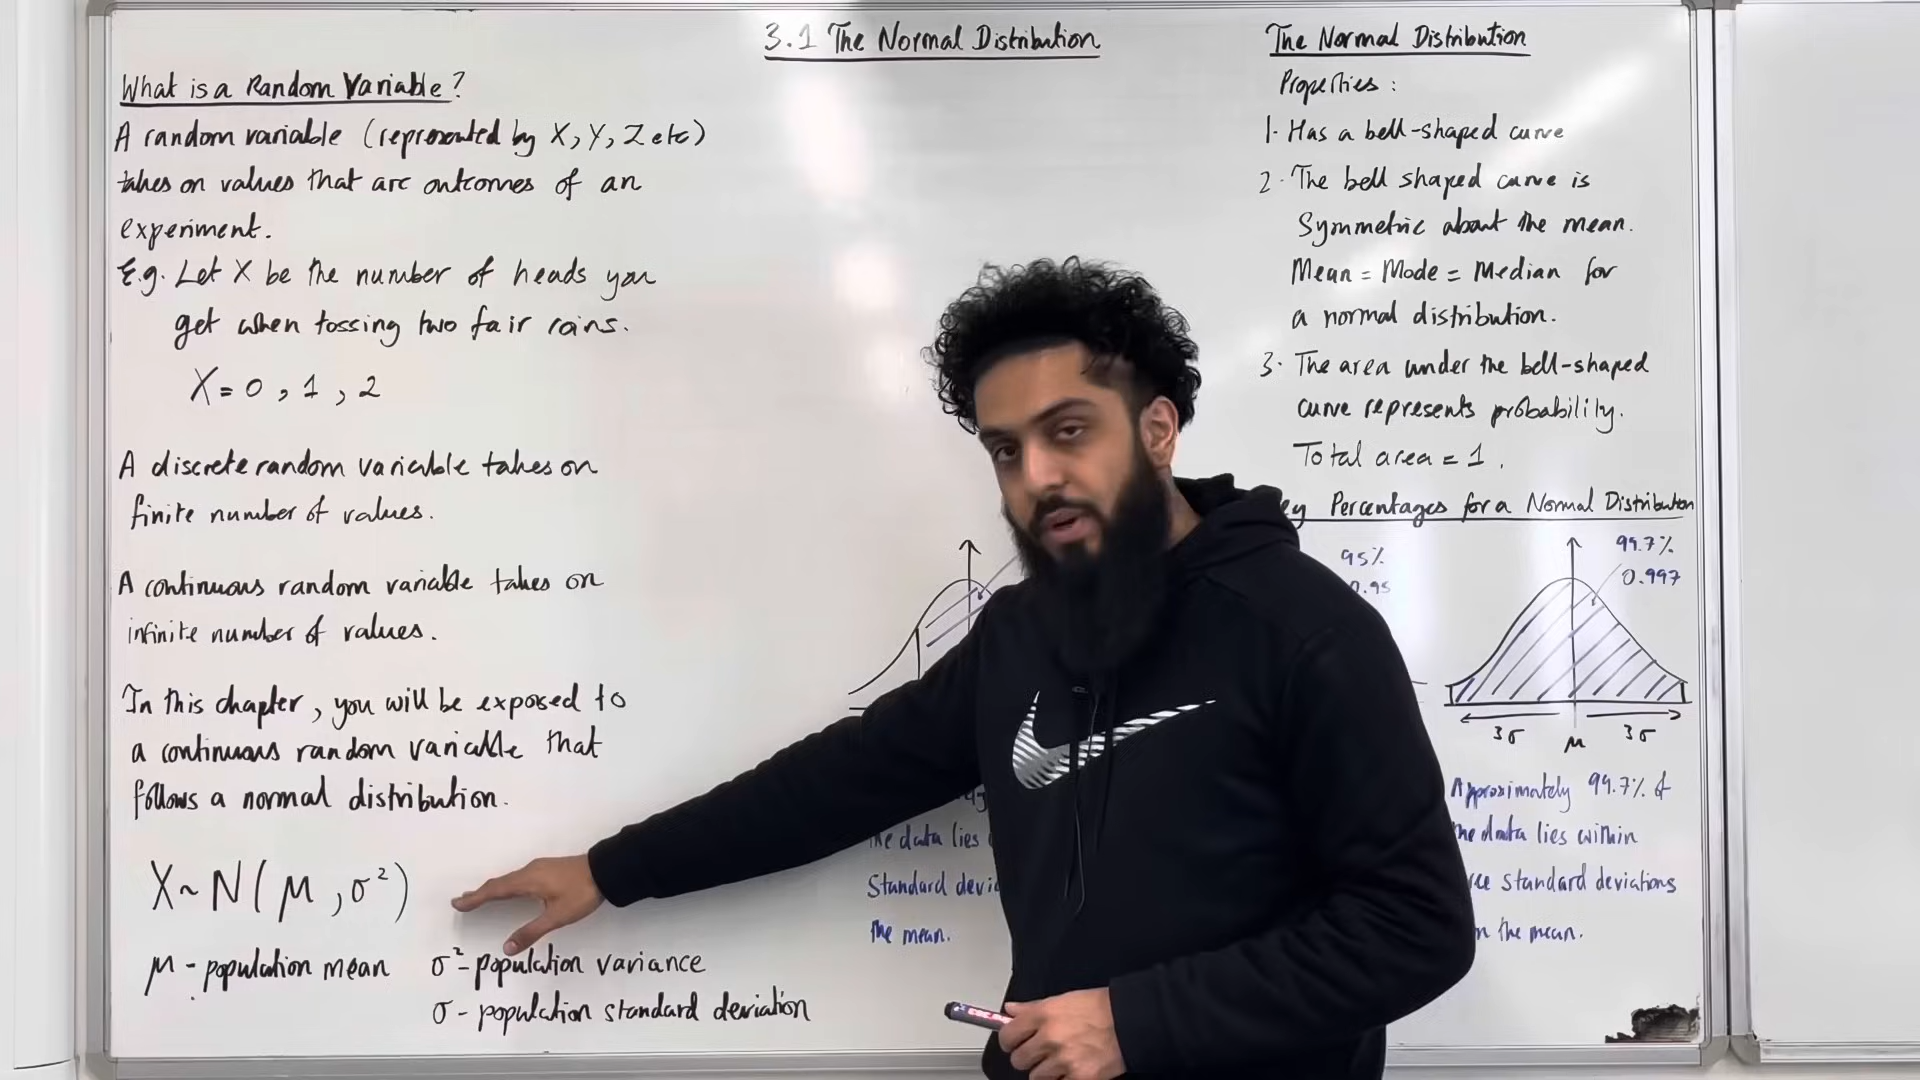 3.1 The Normal Distribution
What is a Random Variable?
A random variable (represented by X, Y, Z etc)
takes on values that are outcomes of an
experiment.
E.g. Let X be the number of heads you
get when tossing two fair coins.
X = 0, 1, 2
A discrete random variable takes on
finite number of values.
A continuous random variable takes on
infinite number of values.
In this chapter, you will be exposed to
a continuous random variable that
follows a normal distribution.
X ~ N(μ, σ²)
μ - population mean
σ² - population variance
σ - population standard deviation
The Normal Distribution
Properties:
1. Has a bell-shaped curve
2. The bell shaped curve is
Symmetric about the mean.
Mean = Mode = Median for
a normal distribution.
3. The area under the bell-shaped
curve represents probability.
Total area = 1.
Percentages for a Normal Distribution
the data lies
Standard
the mean.
95%
0.95
99.7%
0.997
3σ μ 3σ
Approximately 99.7% of
the data lies within
standard deviations
the mean.